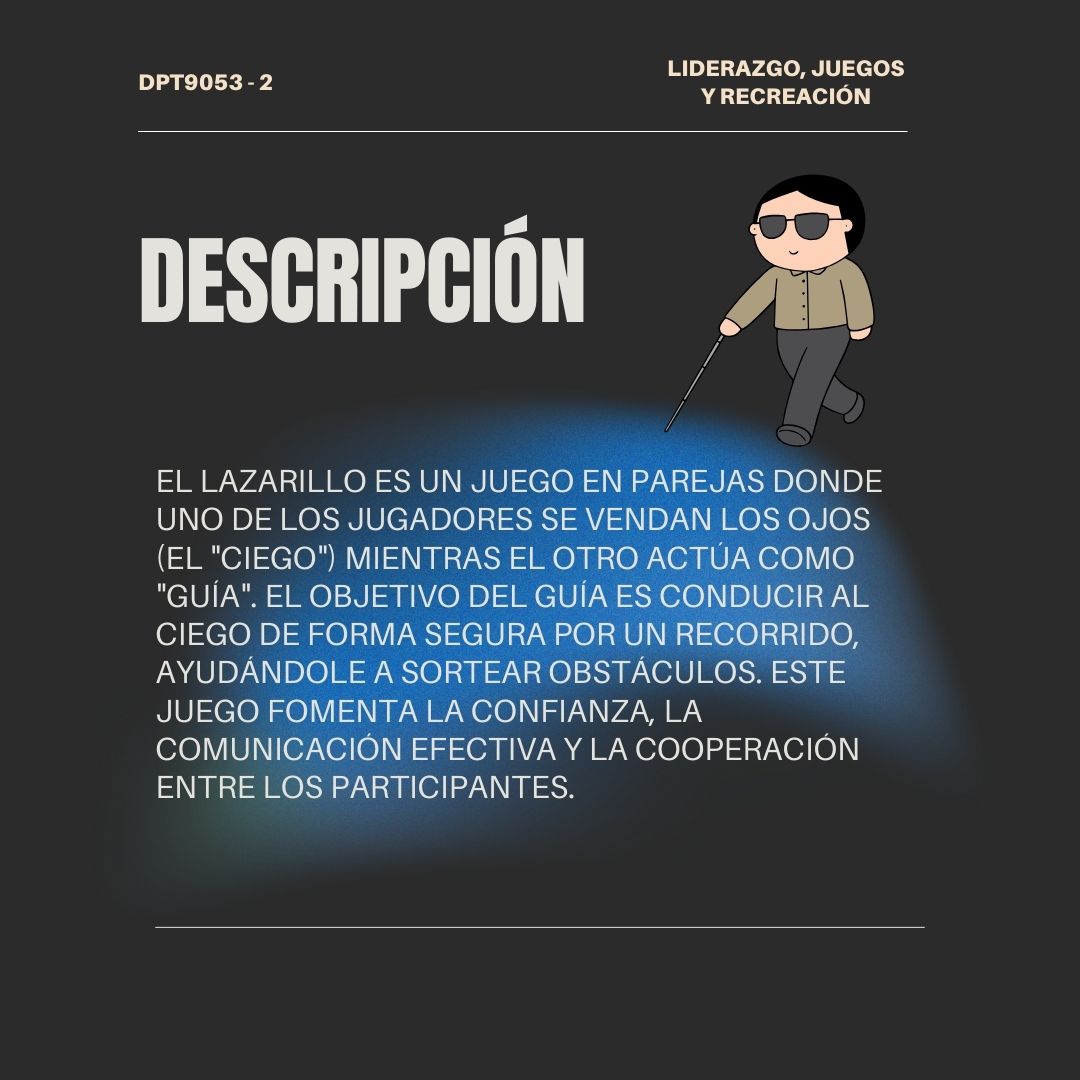 DPT9053 - 2
LIDERAZGO, JUEGOS
Y RECREACIÓN
DESCRIPCIÓN
EL LAZARILLO ES UN JUEGO EN PAREJAS DONDE
UNO DE LOS JUGADORES SE VENDAN LOS OJOS
(EL "CIEGO") MIENTRAS EL OTRO ACTÚA COMO
"GUÍA". EL OBJETIVO DEL GUÍA ES CONDUCIR AL
CIEGO DE FORMA SEGURA POR UN RECORRIDO,
AYUDÁNDOLE A SORTEAR OBSTÁCULOS. ESTE
JUEGO FOMENTA LA CONFIANZA, LA
COMUNICACIÓN EFECTIVA Y LA COOPERACIÓN
ENTRE LOS PARTICIPANTES.